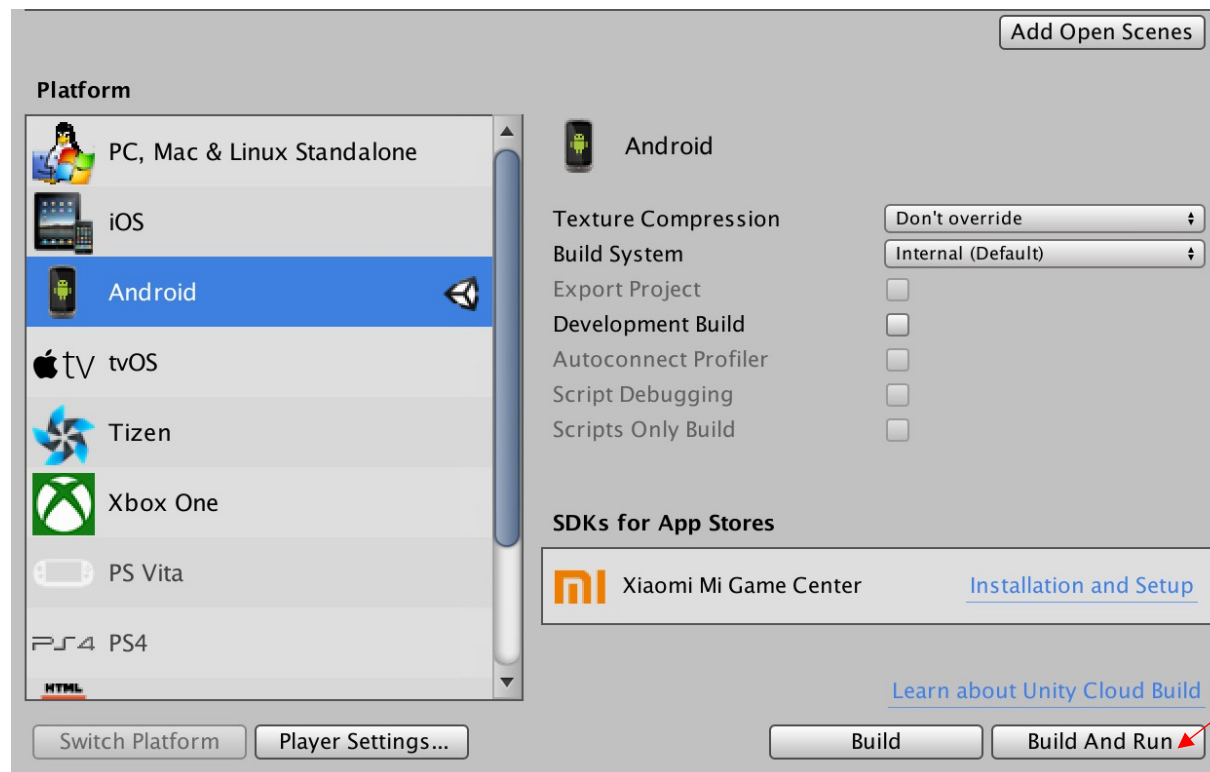 Add Open Scenes
Platform
PC, Mac & Linux Standalone
iOS
Android
tv tvOS
Tizen
Xbox One
PS Vita
PS4 PS4
HTML
Android
Texture Compression Don't override
Build System Internal (Default)
Export Project
Development Build
Autoconnect Profiler
Script Debugging
Scripts Only Build
SDKs for App Stores
Xiaomi Mi Game Center Installation and Setup
Learn about Unity Cloud Build
Switch Platform Player Settings... Build Build And Run